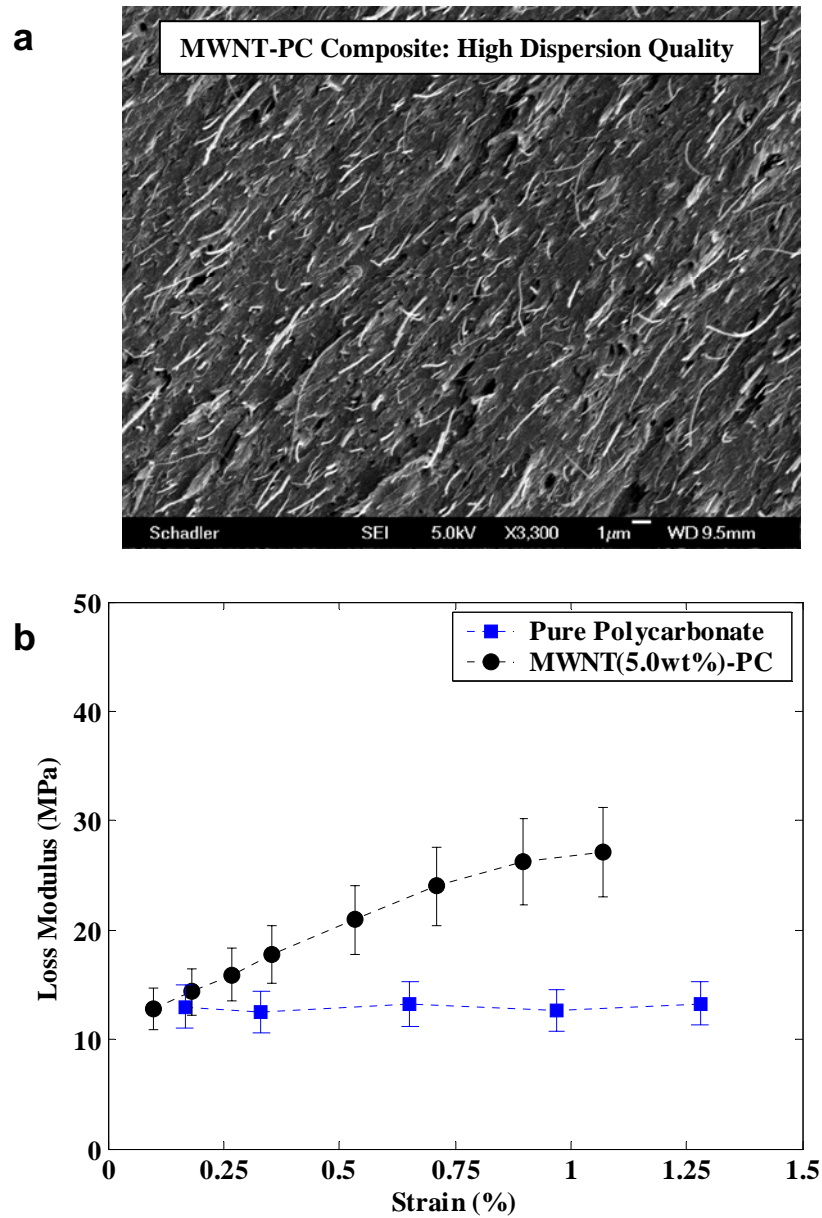 a
MWNT-PC Composite: High Dispersion Quality
Schadler SEI 5.0kV X3,300 1µm WD 9.5mm
b
50
40
30
20
10
0
Loss Modulus (MPa)
Pure Polycarbonate
MWNT(5.0wt%)-PC
0 0.25 0.5 0.75 1 1.25 1.5
Strain (%)